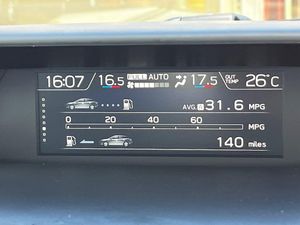 16:07 16.5 FULL AUTO 17.5 OUT TEMP 26°C
AVG. A 31.6 MPG
0 20 40 60 MPG
140 miles